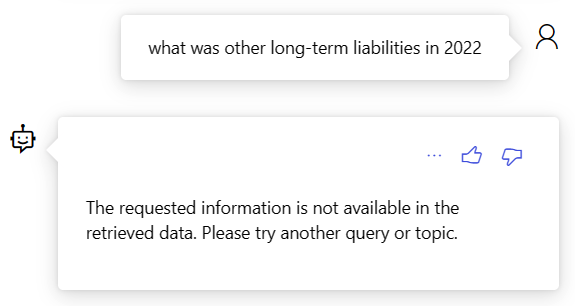 what was other long-term liabilities in 2022
The requested information is not available in the
retrieved data. Please try another query or topic.